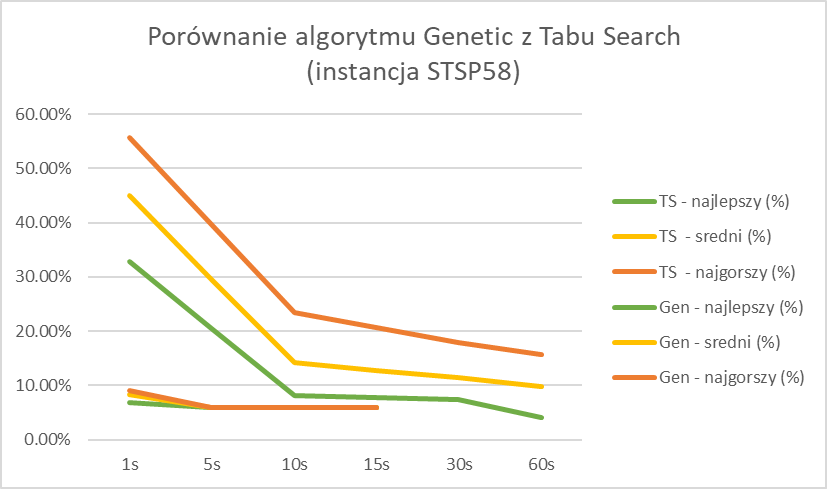 Porównanie algorytmu Genetic z Tabu Search
(instancja STSP58)
60.00%
50.00%
40.00%
30.00%
20.00%
10.00%
0.00%
1s 5s 10s 15s 30s 60s
TS - najlepszy (%)
TS - sredni (%)
TS - najgorszy (%)
Gen - najlepszy (%)
Gen - sredni (%)
Gen - najgorszy (%)